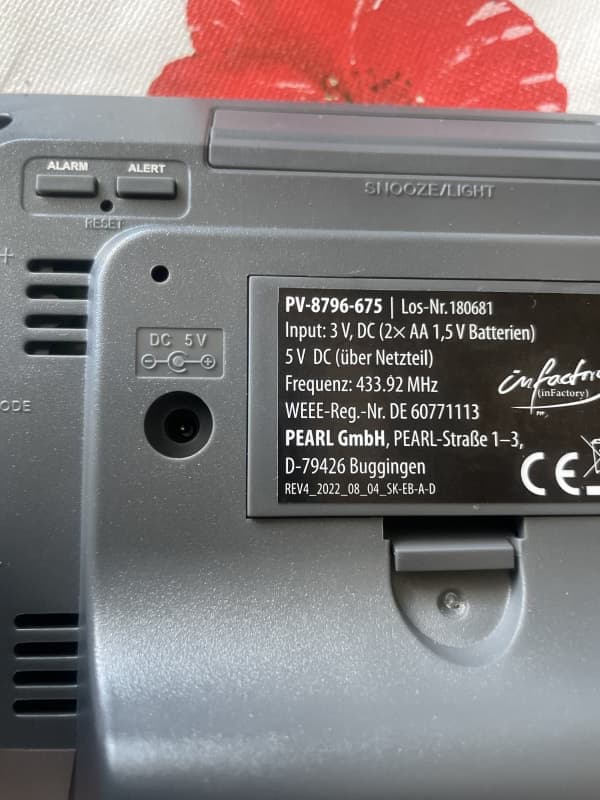 ALARM ALERT
RESET
SNOOZE/LIGHT
+
DC 5V
- +
ODE
PV-8796-675 | Los-Nr. 180681
Input: 3 V, DC (2× AA 1,5 V Batterien)
5 V DC (über Netzteil)
Frequenz: 433.92 MHz
WEEE-Reg.-Nr. DE 60771113
PEARL GmbH, PEARL-Straße 1–3,
D-79426 Buggingen
REV4_2022_08_04_SK-EB-A-D
infactory
(inFactory)
CE